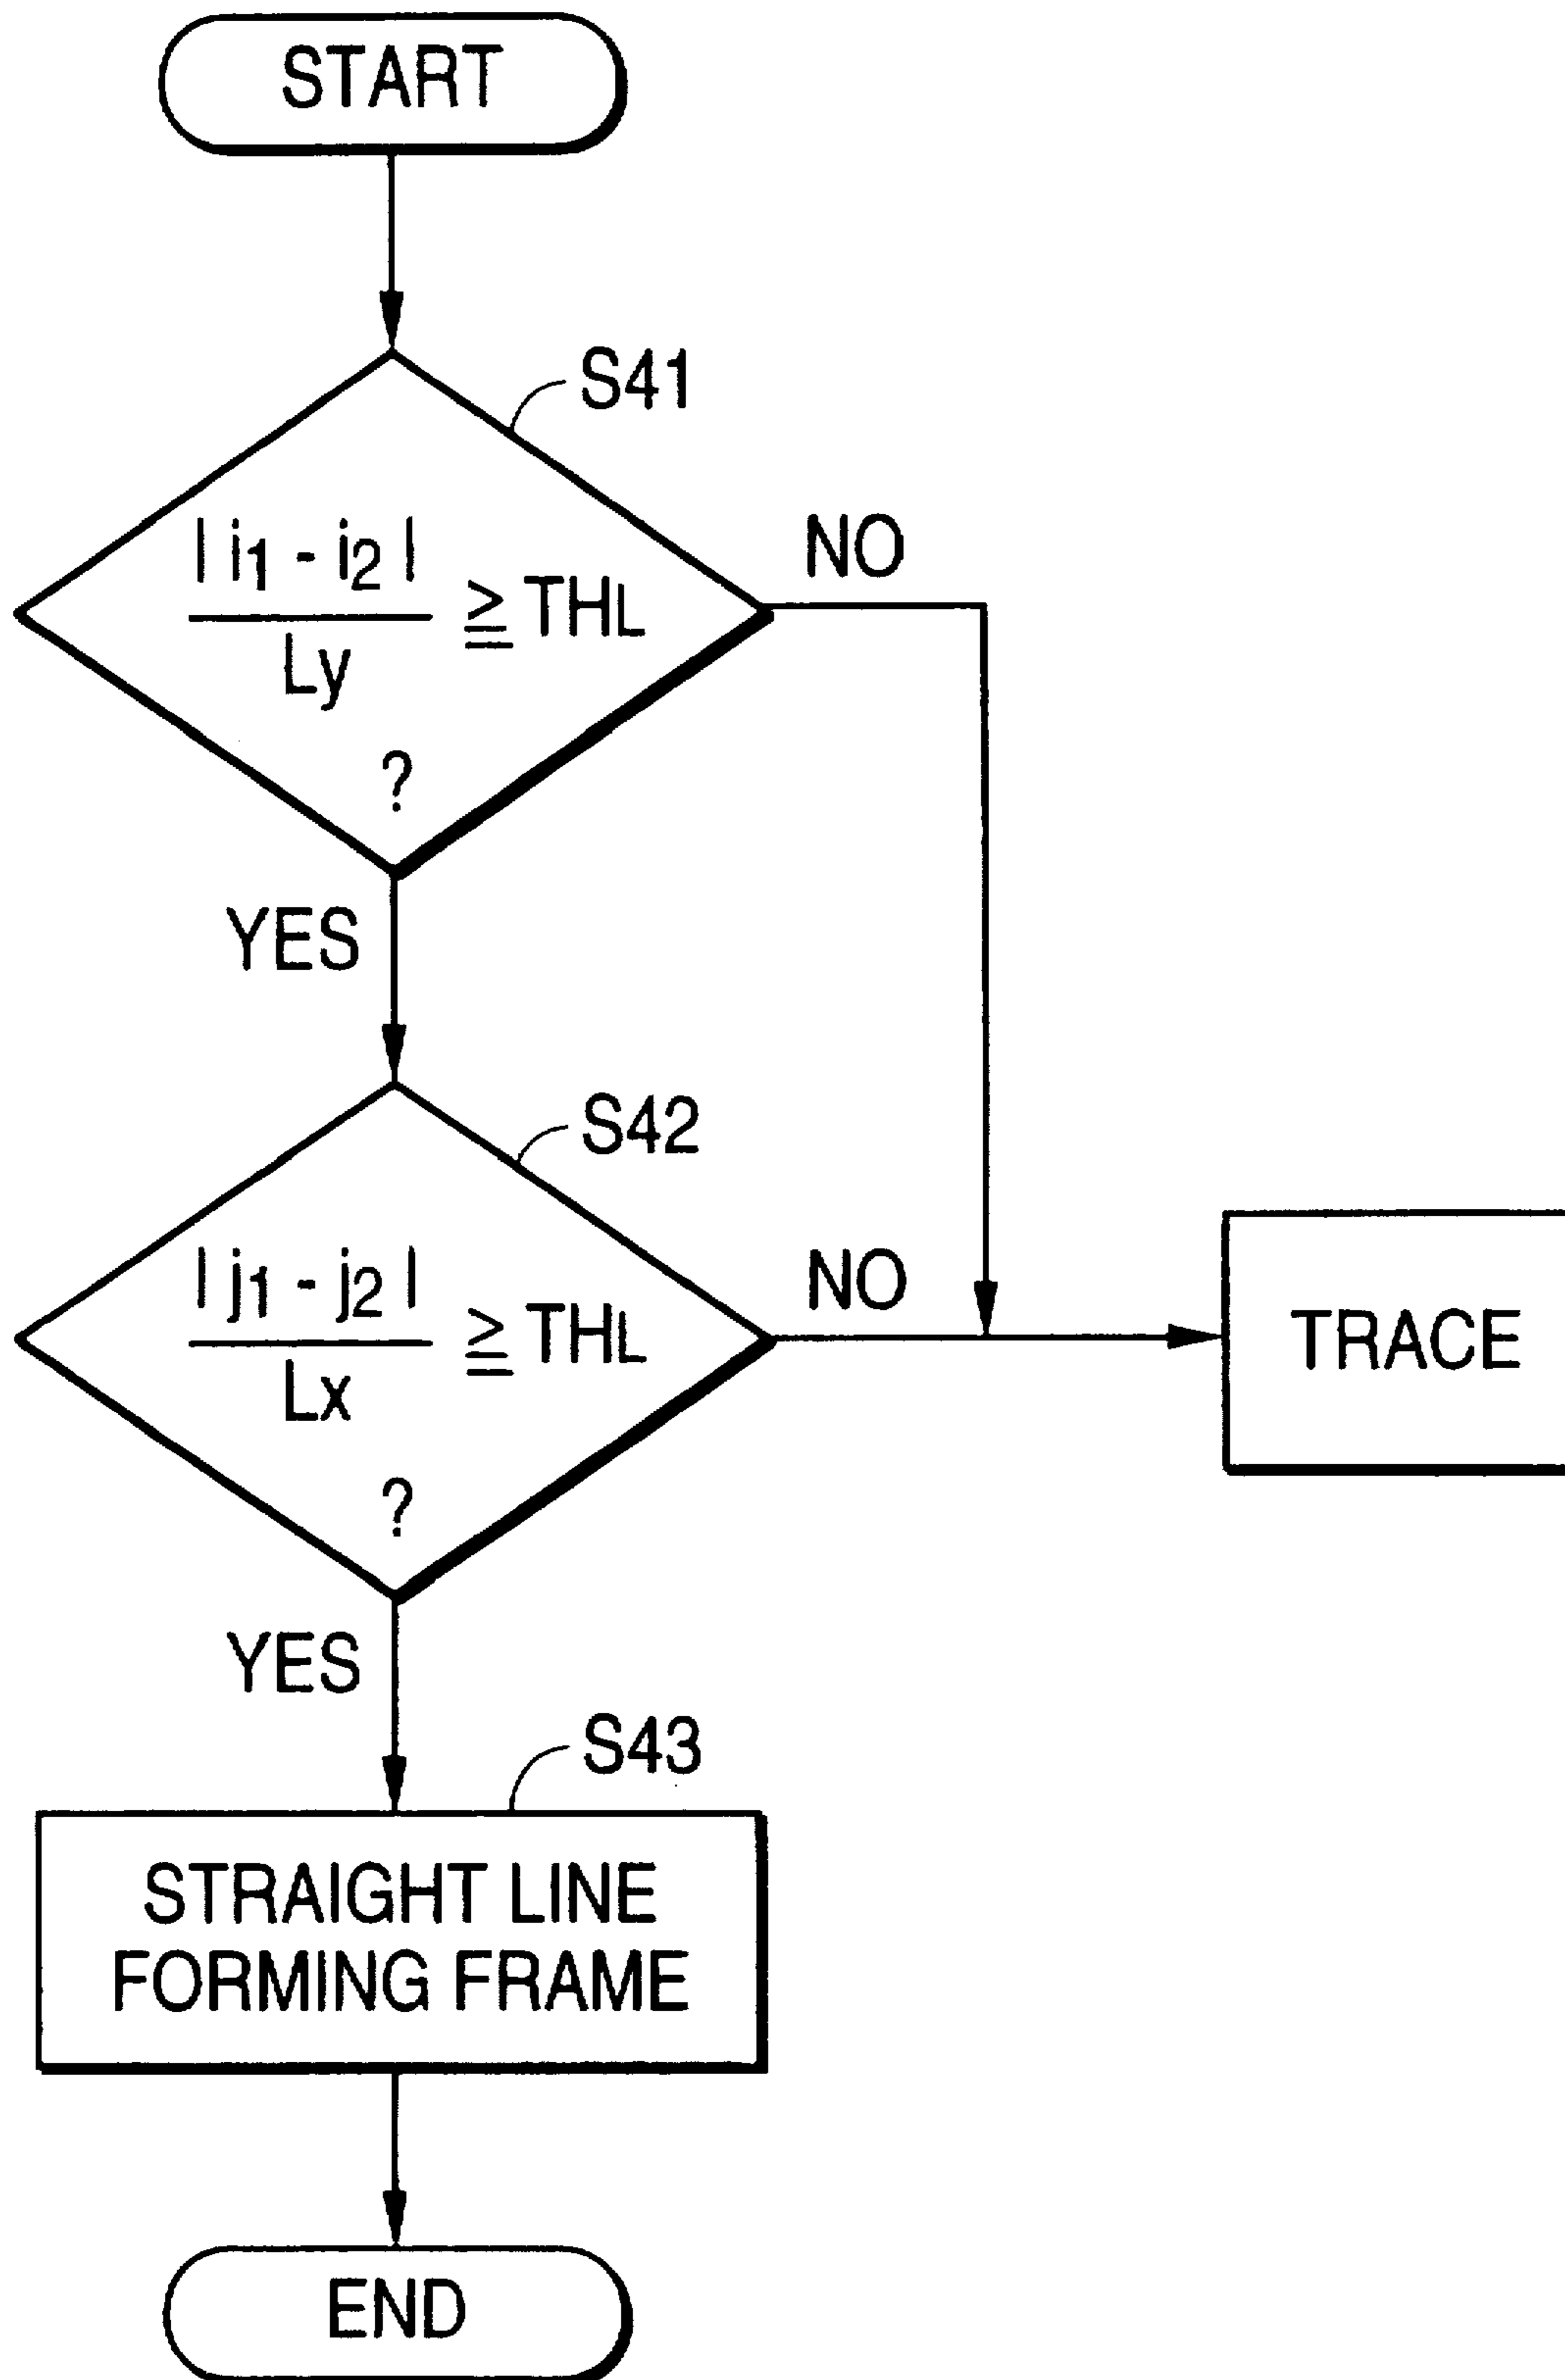 START
S41
| i1 - i2 |
Ly
≧ THL
?
NO
YES
S42
| j1 - j2 |
Lx
≧ THL
?
NO
TRACE
YES
S43
STRAIGHT LINE
FORMING FRAME
END